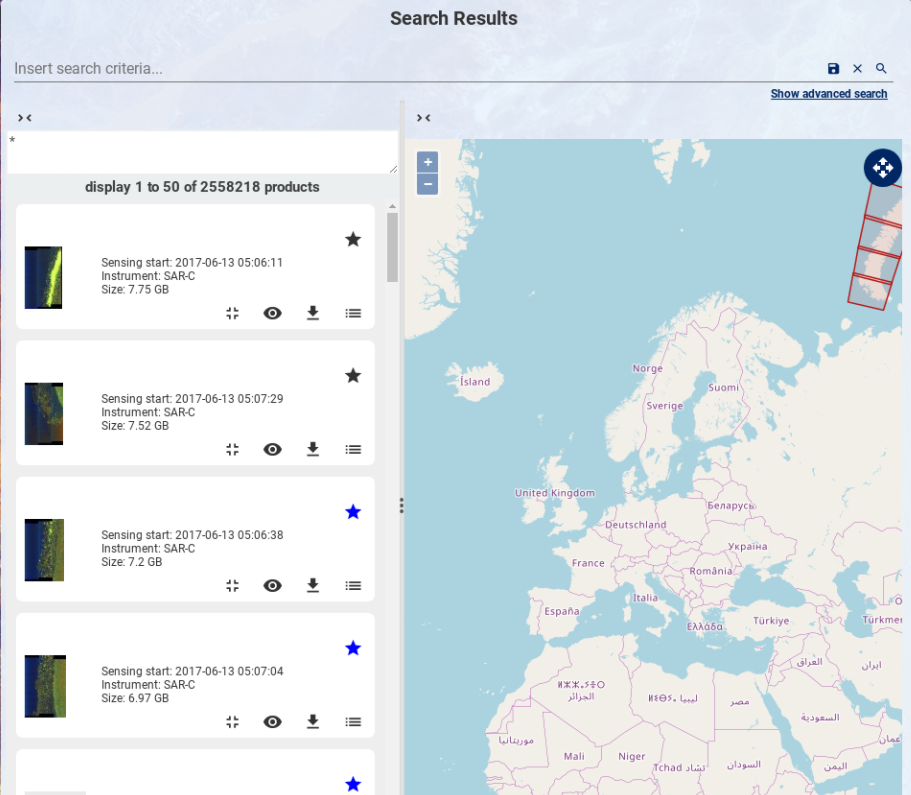 Search Results
Insert search criteria...
Show advanced search
*
display 1 to 50 of 2558218 products
Sensing start: 2017-06-13 05:06:11
Instrument: SAR-C
Size: 7.75 GB
Sensing start: 2017-06-13 05:07:29
Instrument: SAR-C
Size: 7.52 GB
Sensing start: 2017-06-13 05:06:38
Instrument: SAR-C
Size: 7.2 GB
Sensing start: 2017-06-13 05:07:04
Instrument: SAR-C
Size: 6.97 GB
+
−
Norge
Ísland
Suomi
Sverige
United Kingdom
Беларусь
Deutschland
Україна
France
România
Italia
España
Ελλάδα
Türkiye
Türkmen
العراق
ایران
الجزائر
ليبيا
مصر
السعودية
موريتانيا
عمان
Mali
Niger
Tchad تشاد
السودان
اليمن